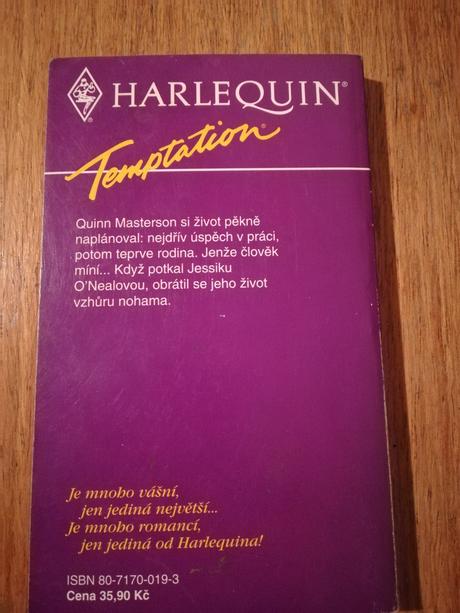 HARLEQUIN®
Temptation®
Quinn Masterson si život pěkně
naplánoval: nejdřív úspěch v práci,
potom teprve rodina. Jenže člověk
míní... Když potkal Jessiku
O'Nealovou, obrátil se jeho život
vzhůru nohama.
Je mnoho vášní,
jen jediná největší...
Je mnoho romancí,
jen jediná od Harlequina!
ISBN 80-7170-019-3
Cena 35,90 Kč